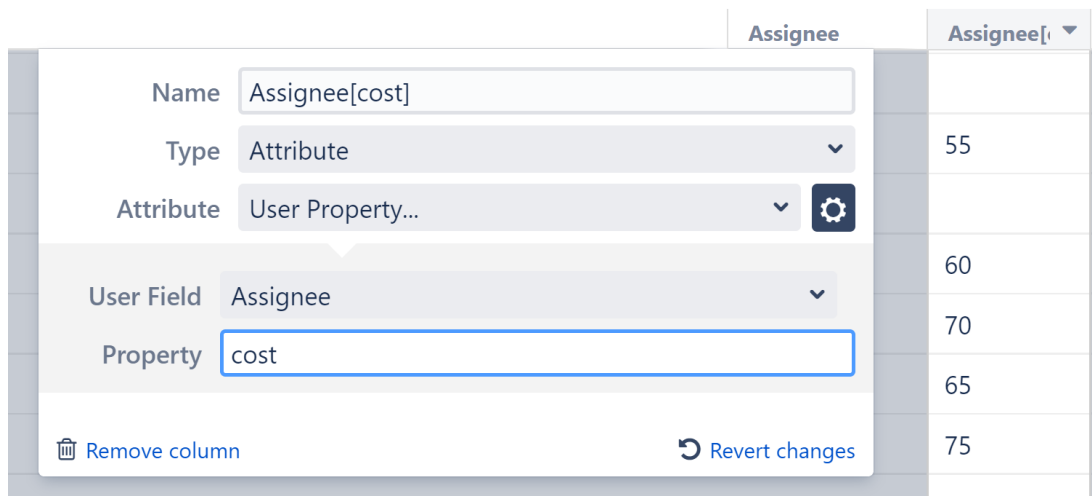 Assignee
Assignee[
Name Assignee[cost]
Type Attribute
55
Attribute User Property...
60
User Field Assignee
70
Property cost
65
Remove column Revert changes
75